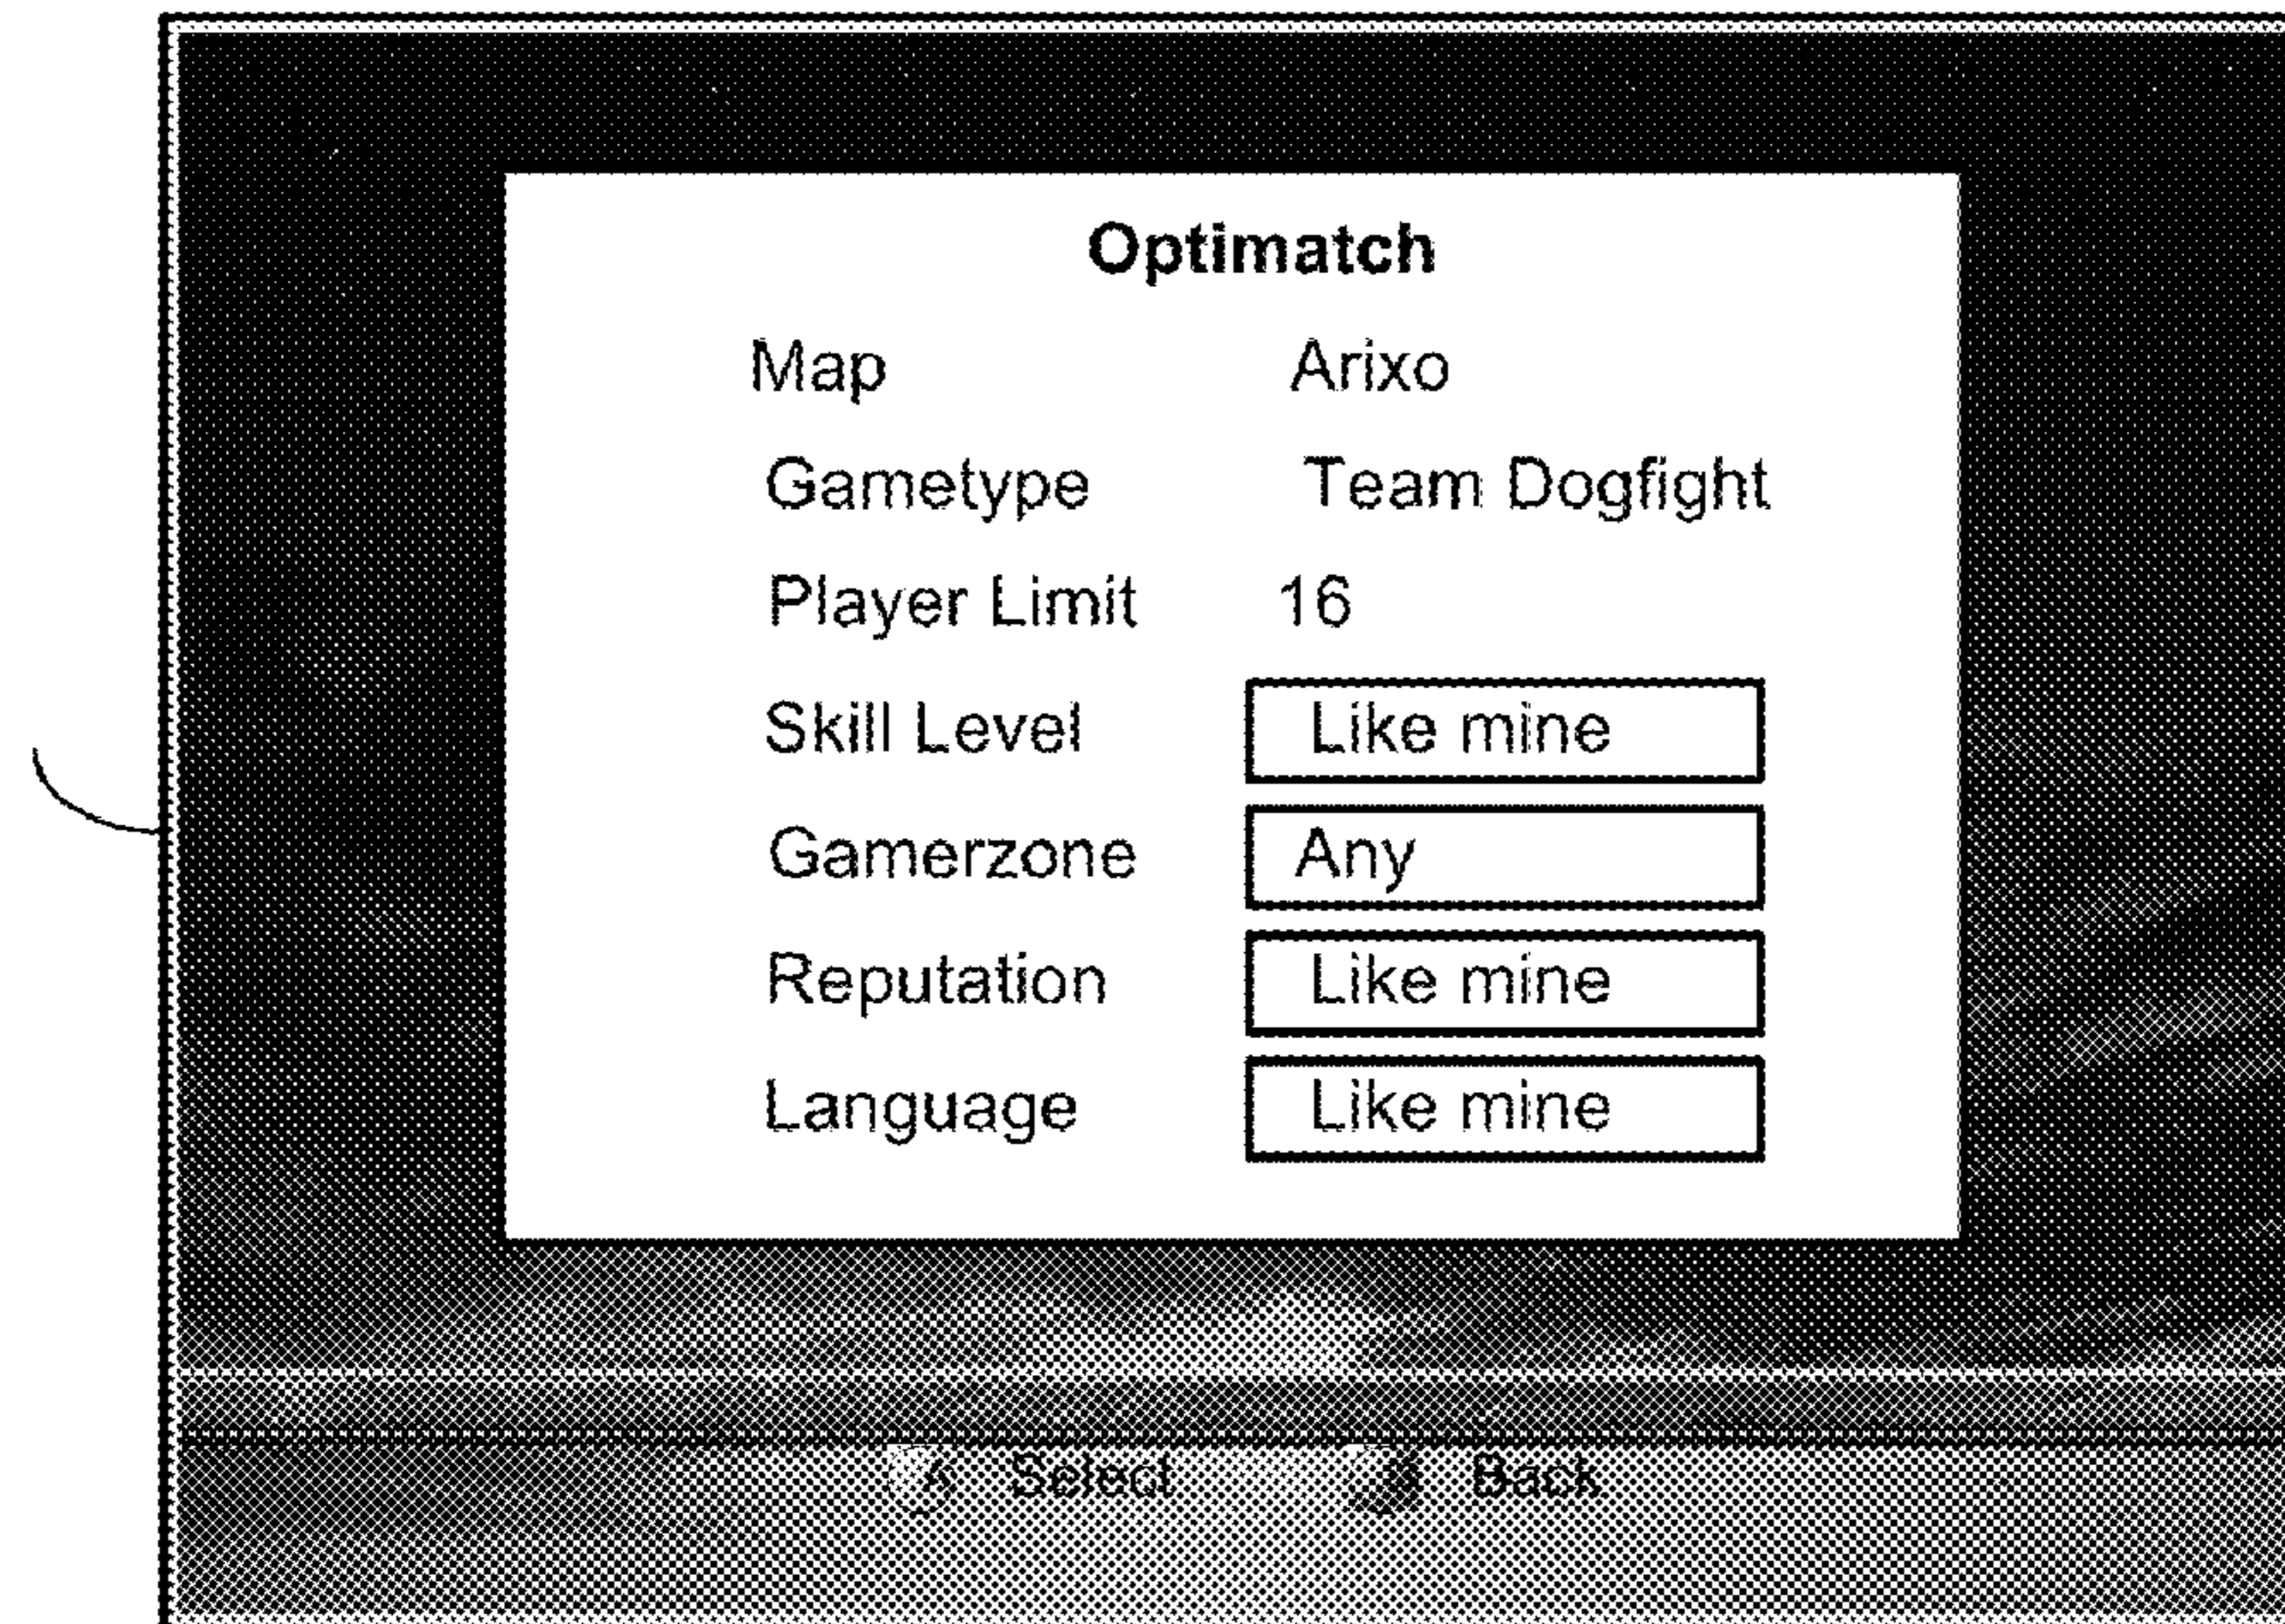 Optimatch
Map Arixo
Gametype Team Dogfight
Player Limit 16
Skill Level Like mine
Gamerzone Any
Reputation Like mine
Language Like mine
A Select B Back